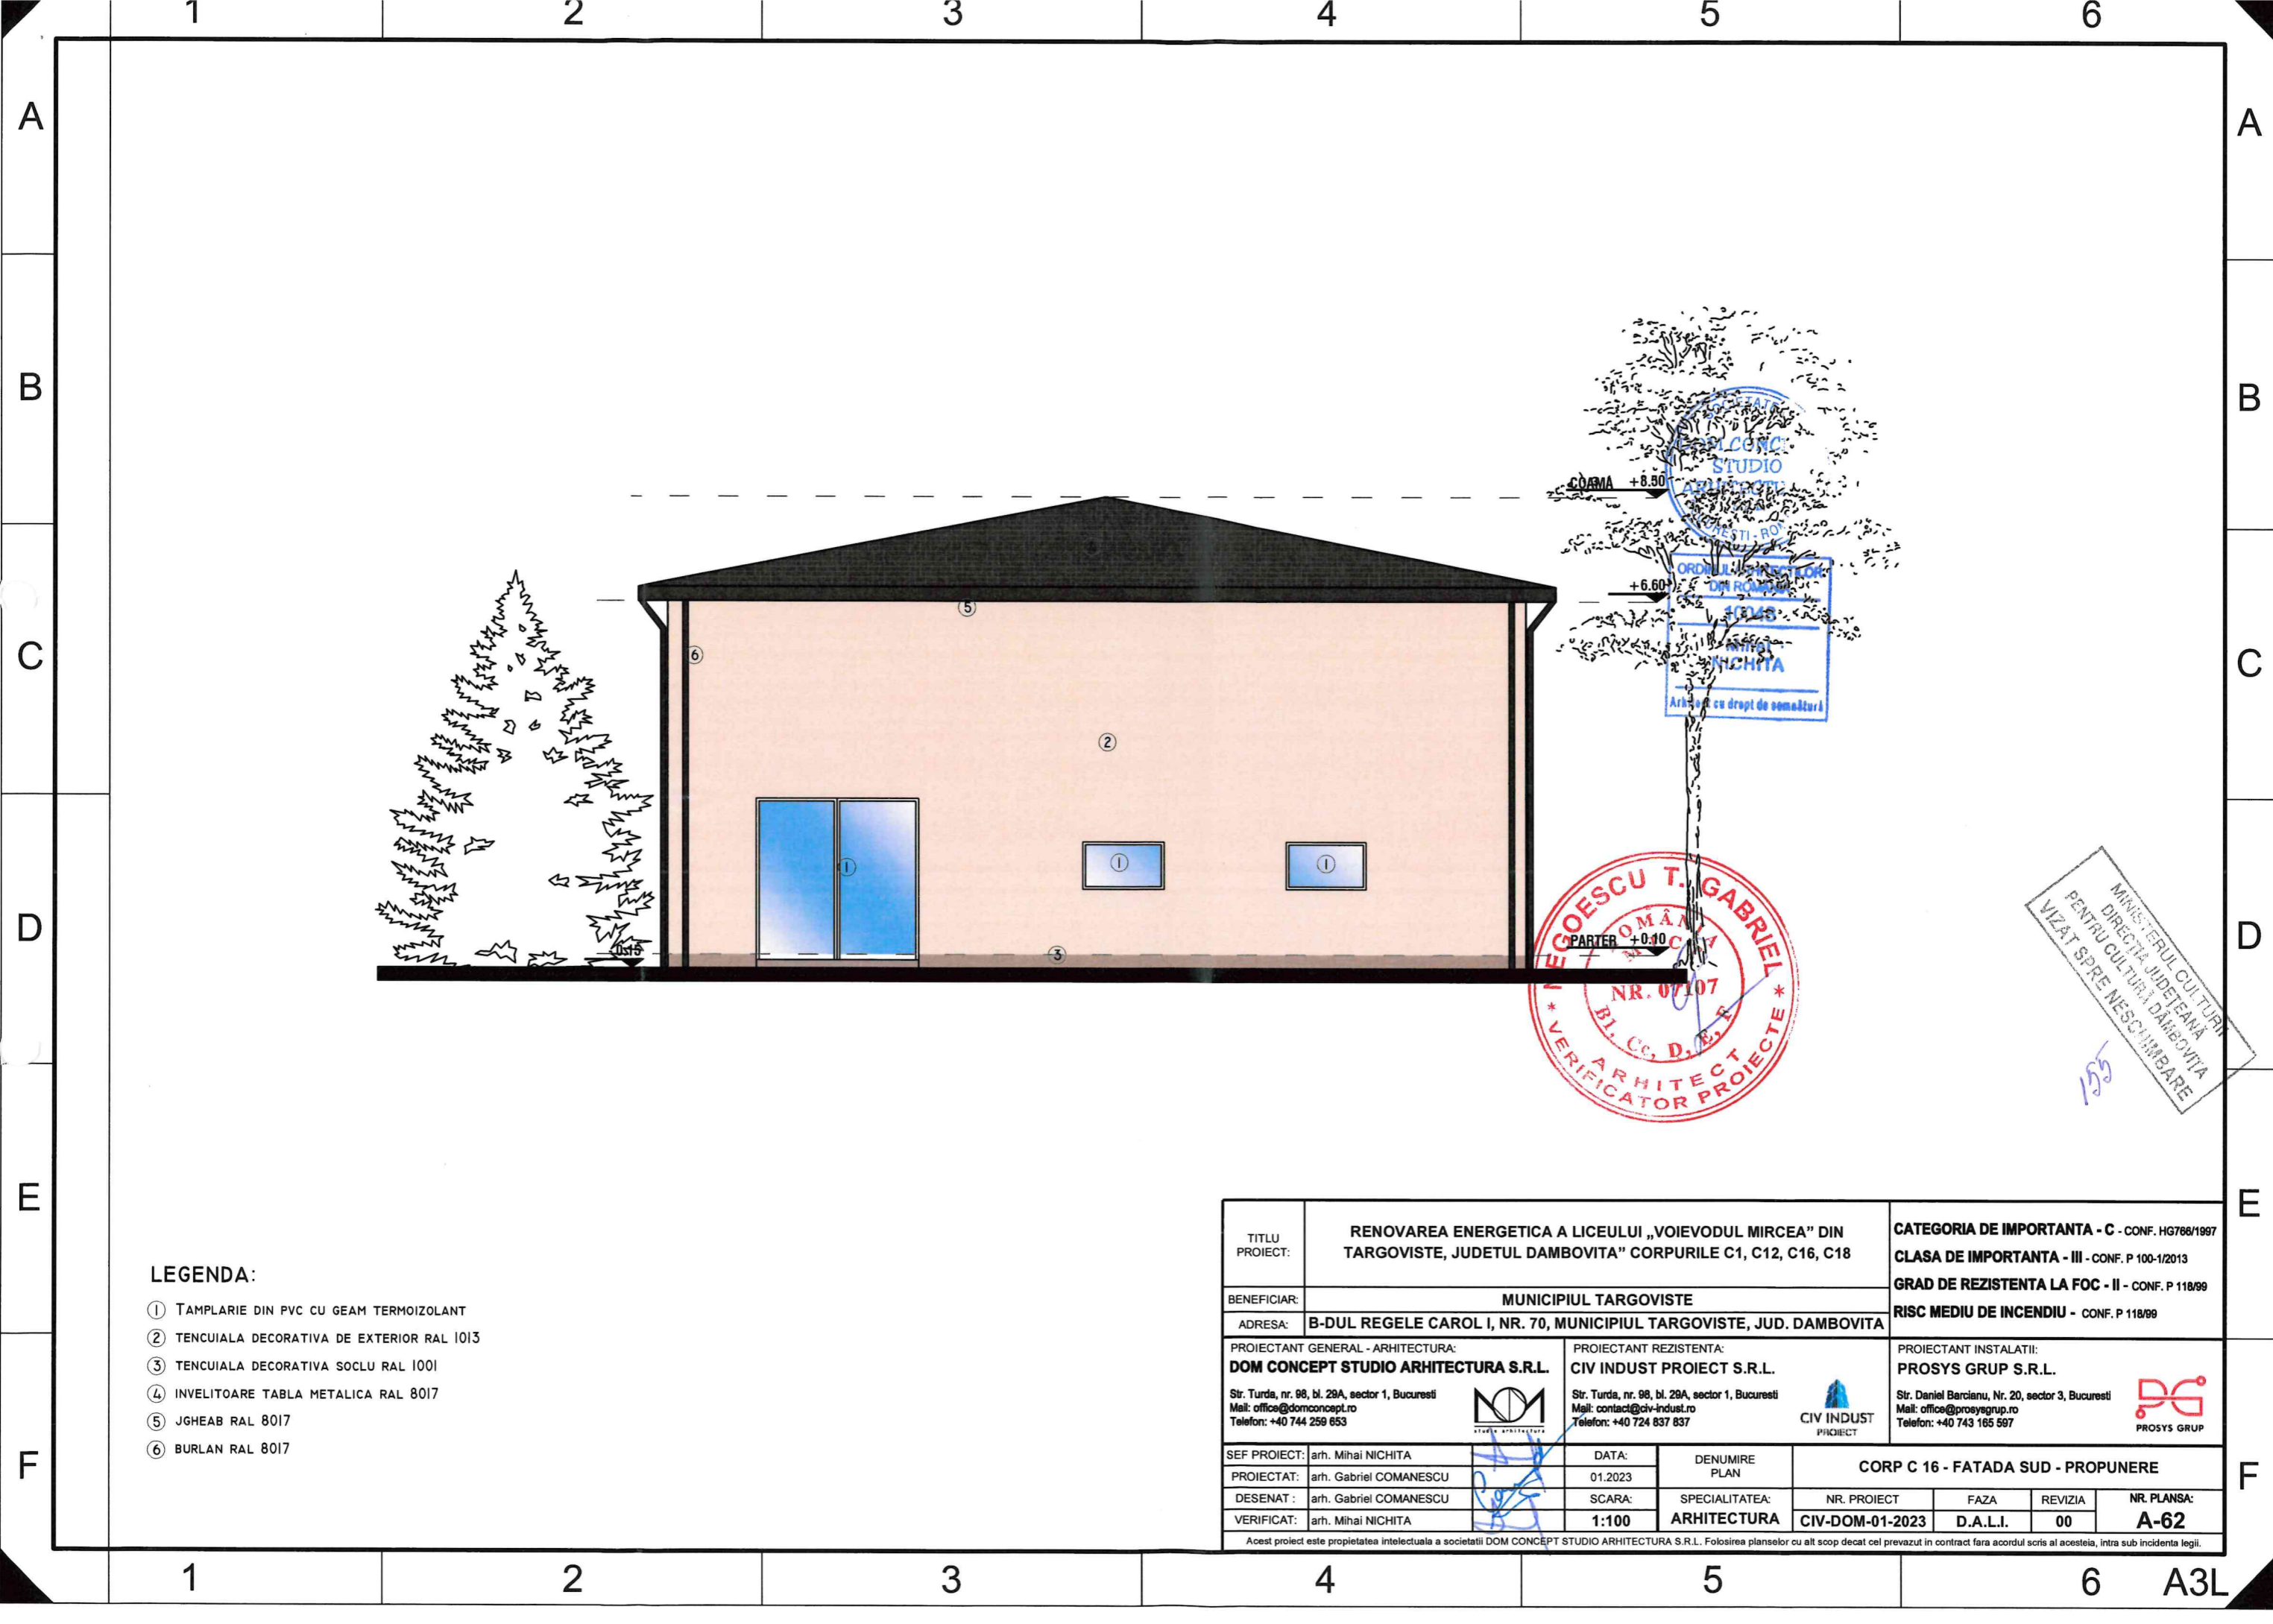 1 2 3 4 5 6
A A
B B
C C
D D
E E
F F
COAMA +8.50
+6.60
PARTER +0.10
5
6
2
1
1
1
3
STUDIO
ORDINUL ARHITECTILOR
DIN ROMANIA
NICHITA
Arhitect cu drept de semnătură
NEGOESCU T. GABRIEL
ROMÂNIA
NR. 07107
B1, Cc, D, E, F
ARHITECT
* VERIFICATOR PROIECTE *
MINISTERUL CULTURII
DIRECȚIA JUDEȚEANĂ
PENTRU CULTURĂ DÂMBOVIȚA
VIZAT SPRE NESCHIMBARE
155
LEGENDA:
1 TAMPLARIE DIN PVC CU GEAM TERMOIZOLANT
2 TENCUIALA DECORATIVA DE EXTERIOR RAL 1013
3 TENCUIALA DECORATIVA SOCLU RAL 1001
4 INVELITOARE TABLA METALICA RAL 8017
5 JGHEAB RAL 8017
6 BURLAN RAL 8017
TITLU PROIECT:
RENOVAREA ENERGETICA A LICEULUI „VOIEVODUL MIRCEA” DIN
TARGOVISTE, JUDETUL DAMBOVITA” CORPURILE C1, C12, C16, C18
BENEFICIAR: MUNICIPIUL TARGOVISTE
ADRESA: B-DUL REGELE CAROL I, NR. 70, MUNICIPIUL TARGOVISTE, JUD. DAMBOVITA
CATEGORIA DE IMPORTANTA - C - CONF. HG766/1997
CLASA DE IMPORTANTA - III - CONF. P 100-1/2013
GRAD DE REZISTENTA LA FOC - II - CONF. P 118/99
RISC MEDIU DE INCENDIU - CONF. P 118/99
PROIECTANT GENERAL - ARHITECTURA:
DOM CONCEPT STUDIO ARHITECTURA S.R.L.
Str. Turda, nr. 98, bl. 29A, sector 1, Bucuresti
Mail: office@domconcept.ro
Telefon: +40 744 259 653
studio arhitectura
PROIECTANT REZISTENTA:
CIV INDUST PROIECT S.R.L.
Str. Turda, nr. 98, bl. 29A, sector 1, Bucuresti
Mail: contact@civ-indust.ro
Telefon: +40 724 837 837
CIV INDUST
PROIECT
PROIECTANT INSTALATII:
PROSYS GRUP S.R.L.
Str. Daniel Barcianu, Nr. 20, sector 3, Bucuresti
Mail: office@prosysgrup.ro
Telefon: +40 743 165 597
PROSYS GRUP
SEF PROIECT: arh. Mihai NICHITA
PROIECTAT: arh. Gabriel COMANESCU
DESENAT : arh. Gabriel COMANESCU
VERIFICAT: arh. Mihai NICHITA
DATA:
01.2023
SCARA:
1:100
DENUMIRE PLAN
CORP C 16 - FATADA SUD - PROPUNERE
SPECIALITATEA:
ARHITECTURA
NR. PROIECT
CIV-DOM-01-2023
FAZA
D.A.L.I.
REVIZIA
00
NR. PLANSA:
A-62
Acest proiect este propietatea intelectuala a societatii DOM CONCEPT STUDIO ARHITECTURA S.R.L. Folosirea planselor cu alt scop decat cel prevazut in contract fara acordul scris al acesteia, intra sub incidenta legii.
1 2 3 4 5 6 A3L